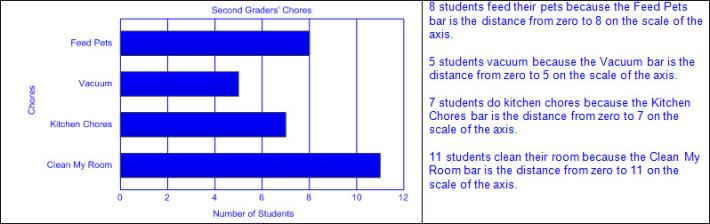 Second Graders' Chores
Feed Pets
Vacuum
Chores
Kitchen Chores
Clean My Room
0 2 4 6 8 10 12
Number of Students
8 students feed their pets because the Feed Pets
bar is the distance from zero to 8 on the scale of the
axis.
5 students vacuum because the Vacuum bar is the
distance from zero to 5 on the scale of the axis.
7 students do kitchen chores because the Kitchen
Chores bar is the distance from zero to 7 on the
scale of the axis.
11 students clean their room because the Clean My
Room bar is the distance from zero to 11 on the
scale of the axis.